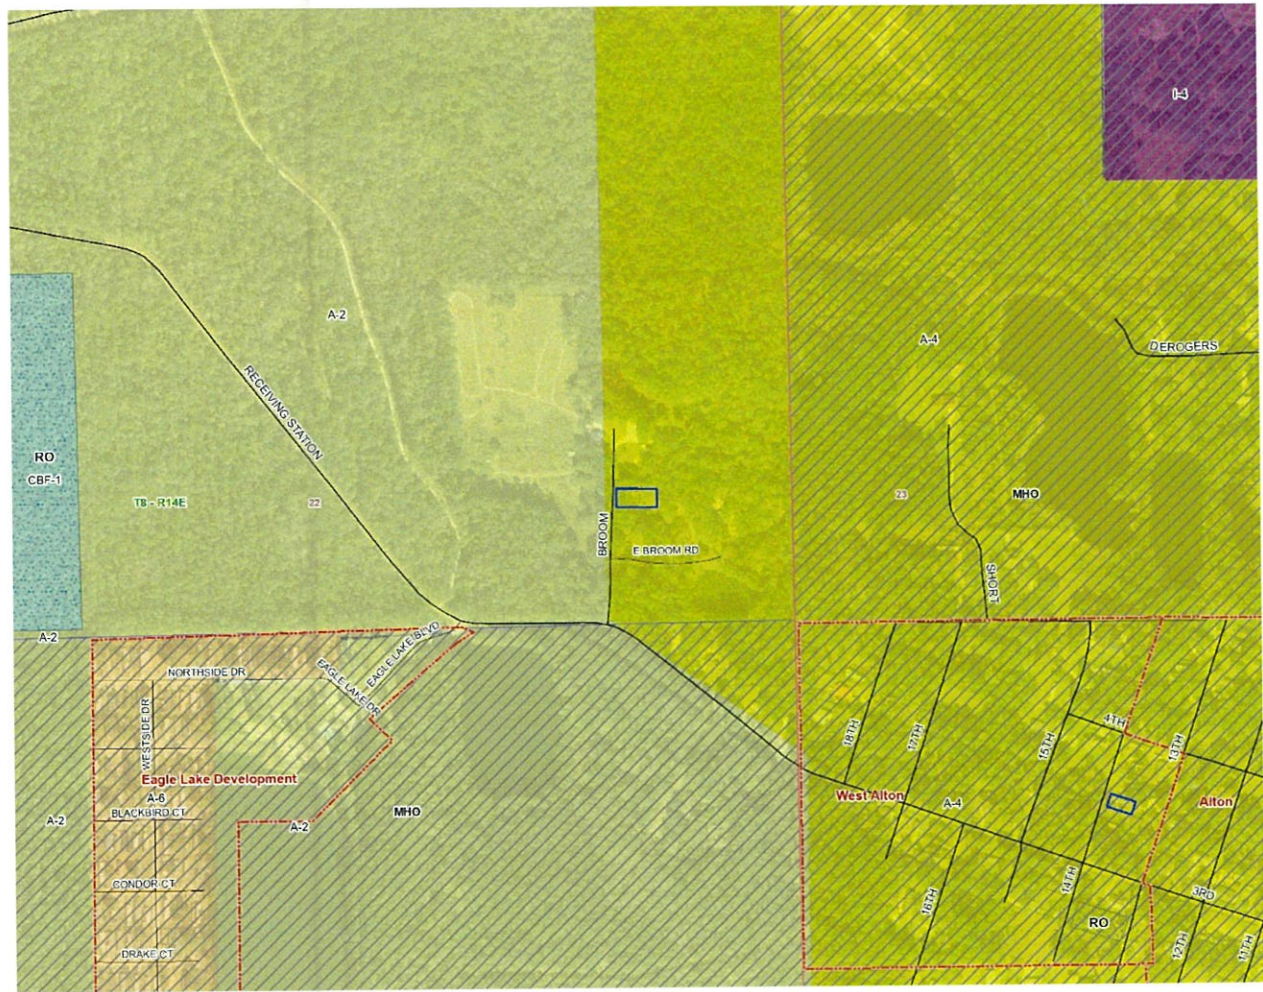 I-4
A-2
A-4
DEROGERS
RECEIVING STATION
RO
CBF-1
T8 - R14E
22
23
MHO
BROOM
E BROOM RD
SHORT
A-2
EAGLE LAKE BLVD
NORTHSIDE DR
EAGLE LAKE DR
WESTSIDE DR
18TH
17TH
15TH
4TH
13TH
Eagle Lake Development
A-6
West Alton
A-4
Alton
BLACKBIRD CT
A-2
A-2
MHO
CONDOR CT
14TH
16TH
3RD
RO
DRAKE CT
12TH
11TH